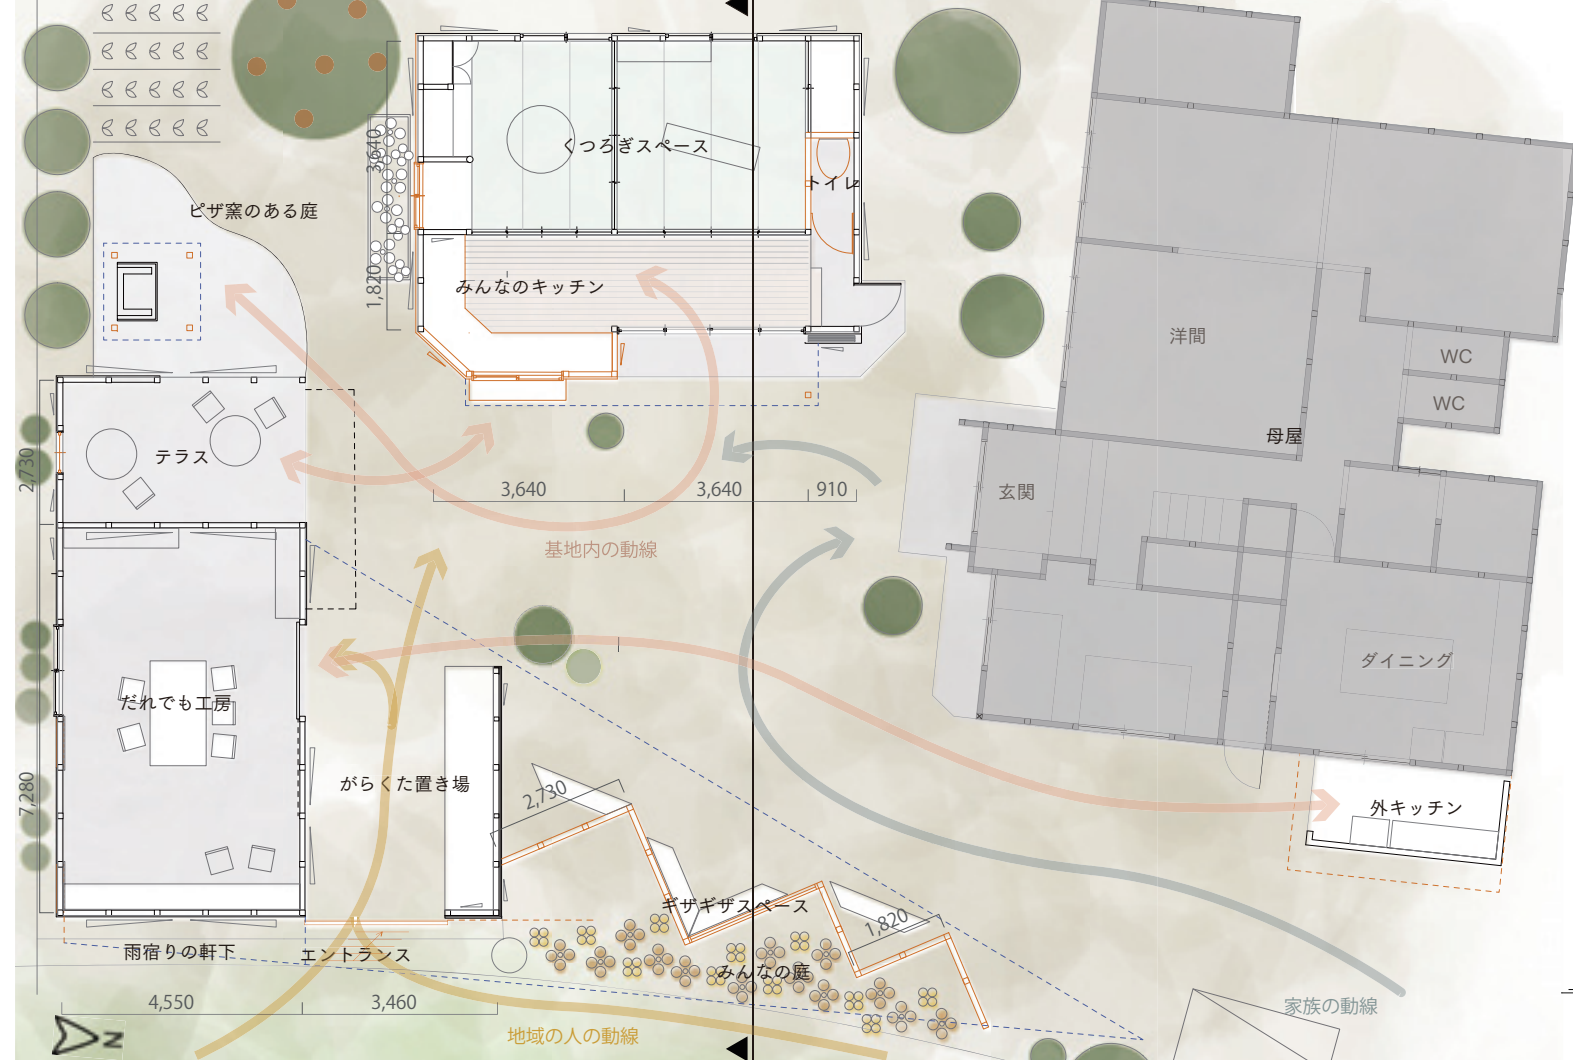 3,640
くつろぎスペース
トイレ
ピザ窯のある庭
1,820
みんなのキッチン
洋間
WC
WC
母屋
テラス
2,730
3,640
3,640
910
玄関
基地内の動線
ダイニング
だれでも工房
がらくた置き場
7,280
2,730
外キッチン
ギザギザスペース
1,820
雨宿りの軒下
エントランス
みんなの庭
4,550
3,460
家族の動線
地域の人の動線
N